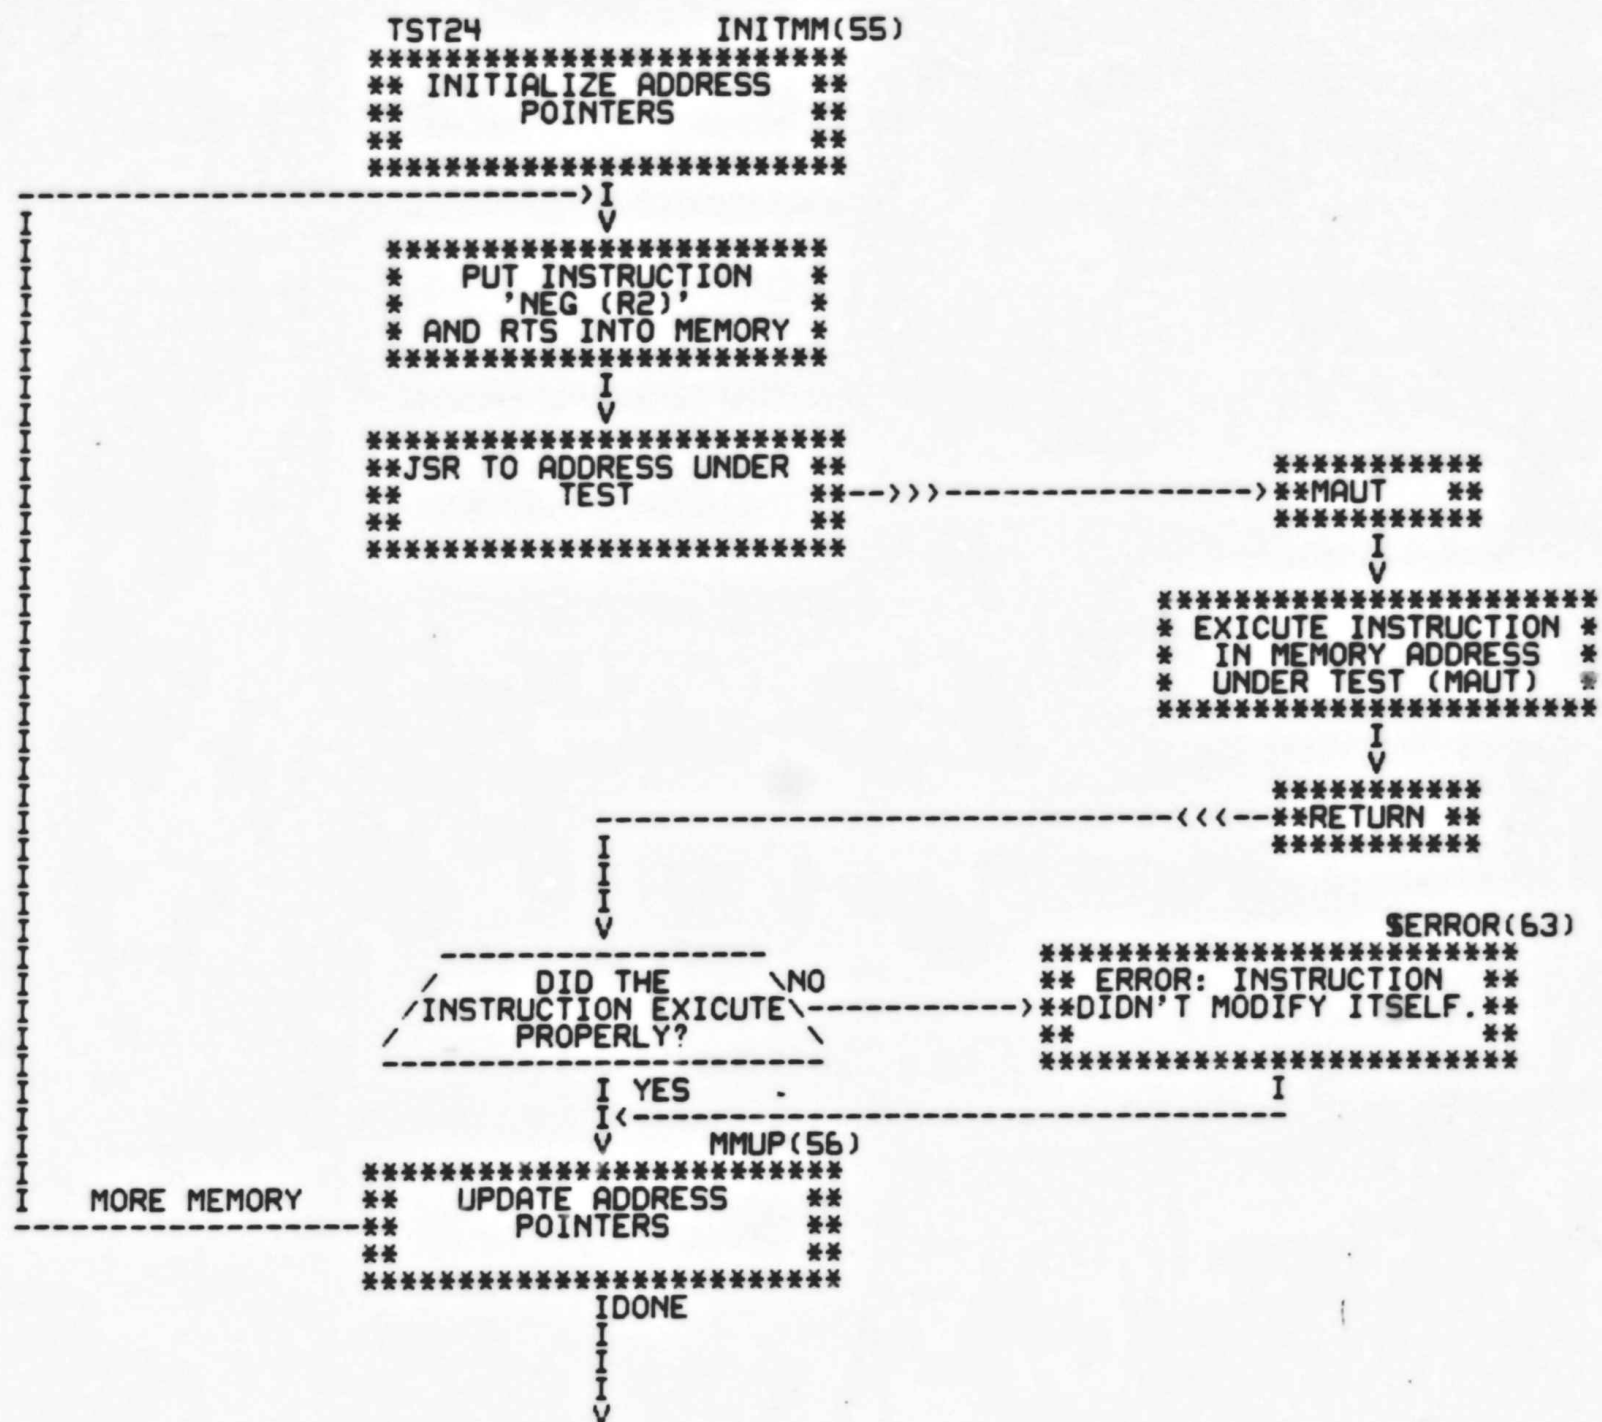 TST24 INITMM(55)
INITIALIZE ADDRESS
POINTERS
PUT INSTRUCTION
'NEG (R2)'
AND RTS INTO MEMORY
JSR TO ADDRESS UNDER
TEST
MAUT
EXICUTE INSTRUCTION
IN MEMORY ADDRESS
UNDER TEST (MAUT)
RETURN
DID THE
INSTRUCTION EXICUTE
PROPERLY?
NO
$ERROR(63)
ERROR: INSTRUCTION
DIDN'T MODIFY ITSELF.
YES
MMUP(56)
MORE MEMORY
UPDATE ADDRESS
POINTERS
DONE